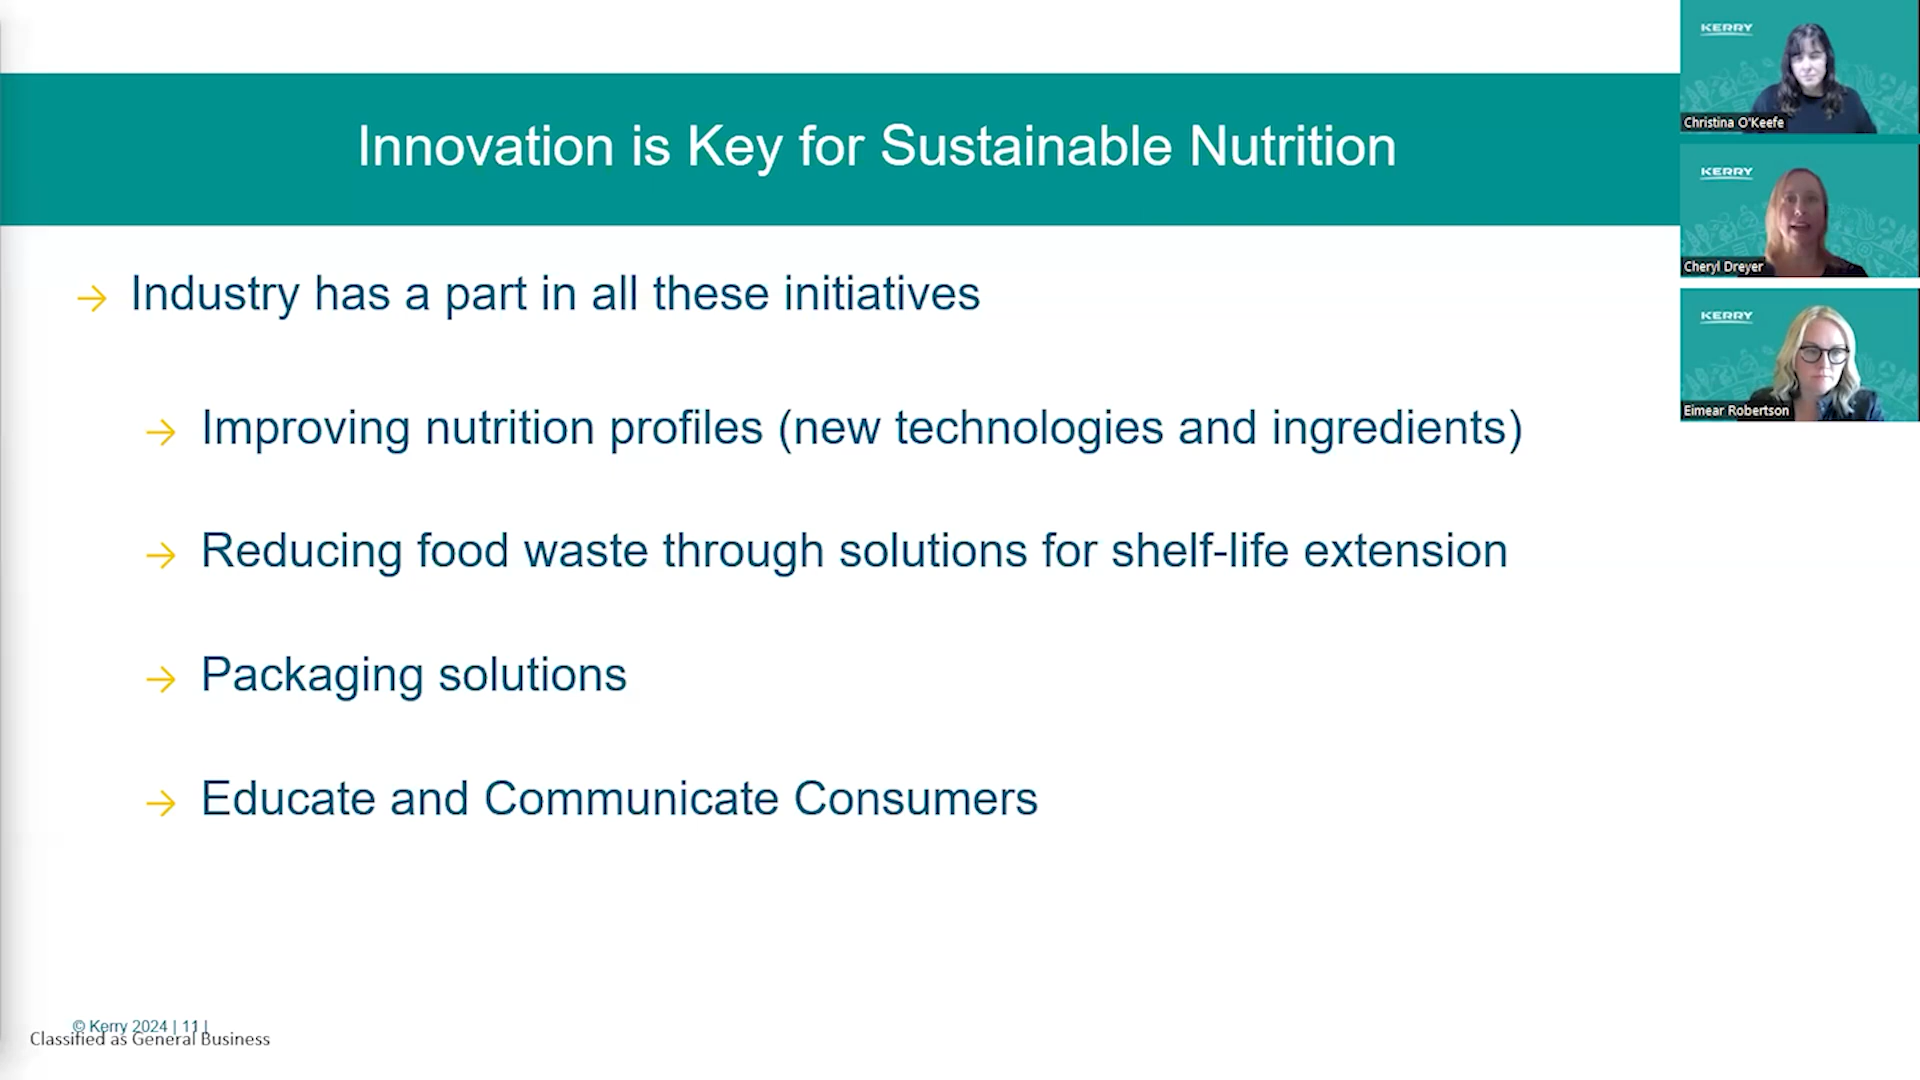 Innovation is Key for Sustainable Nutrition
→ Industry has a part in all these initiatives
→ Improving nutrition profiles (new technologies and ingredients)
→ Reducing food waste through solutions for shelf-life extension
→ Packaging solutions
→ Educate and Communicate Consumers
© Kerry 2024 | 11 |
Classified as General Business
KERRY
Christina O'Keefe
KERRY
Cheryl Dreyer
KERRY
Eimear Robertson